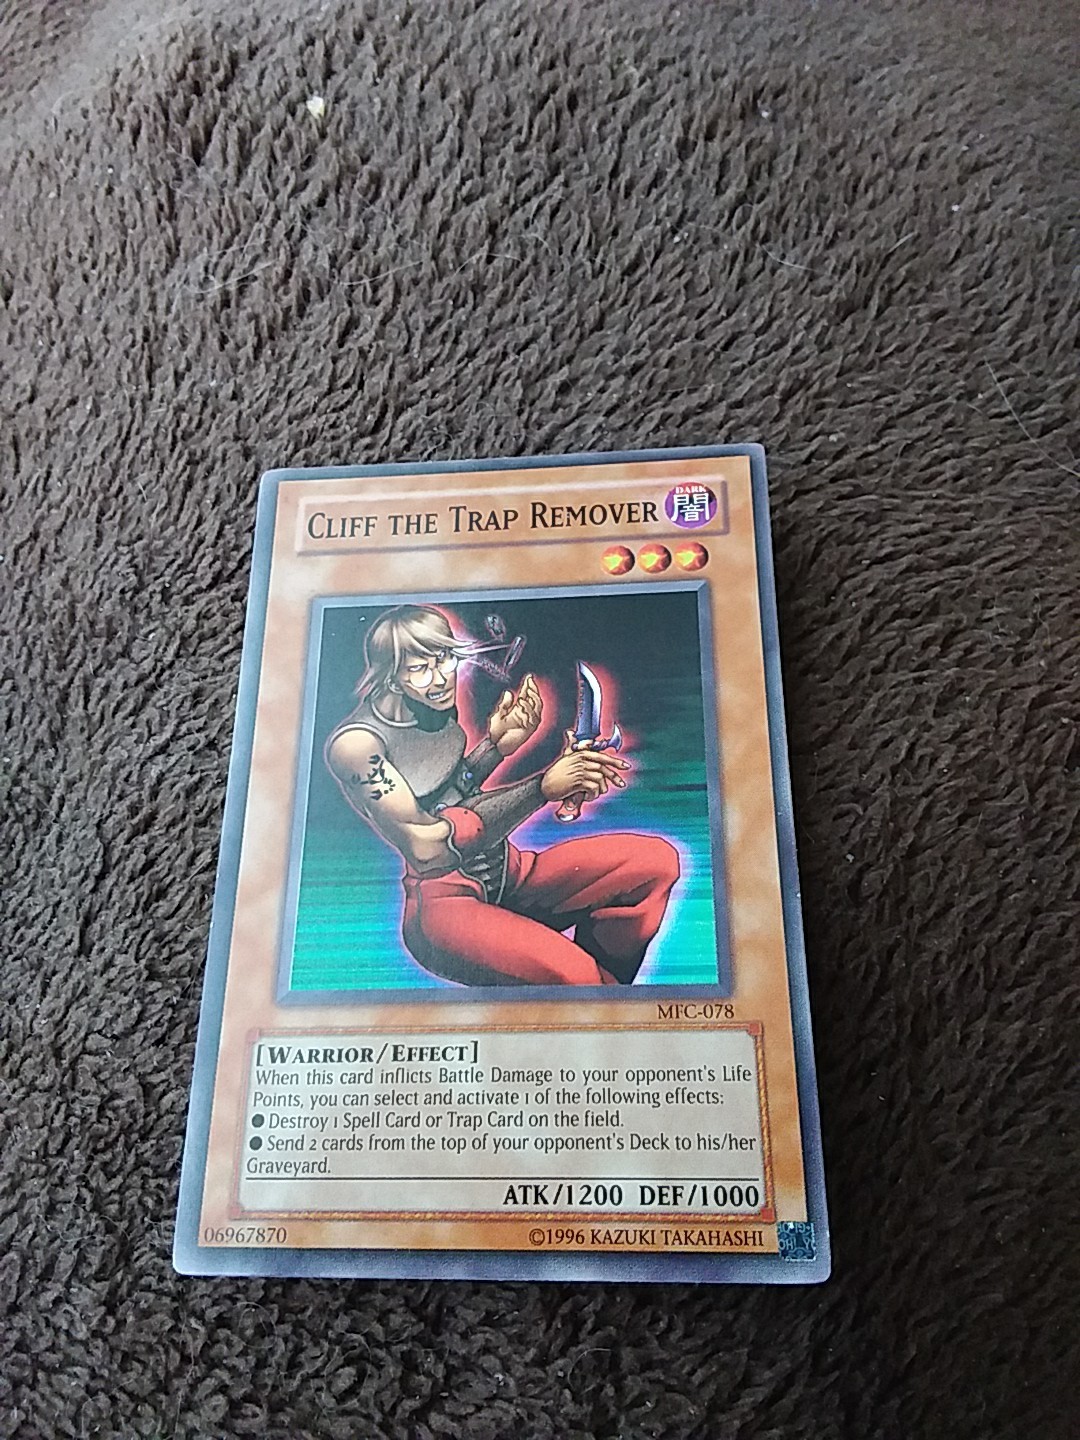 CLIFF THE TRAP REMOVER
DARK
闇
MFC-078
[WARRIOR/EFFECT]
When this card inflicts Battle Damage to your opponent's Life
Points, you can select and activate 1 of the following effects:
●Destroy 1 Spell Card or Trap Card on the field.
●Send 2 cards from the top of your opponent's Deck to his/her
Graveyard.
ATK/1200 DEF/1000
06967870
©1996 KAZUKI TAKAHASHI